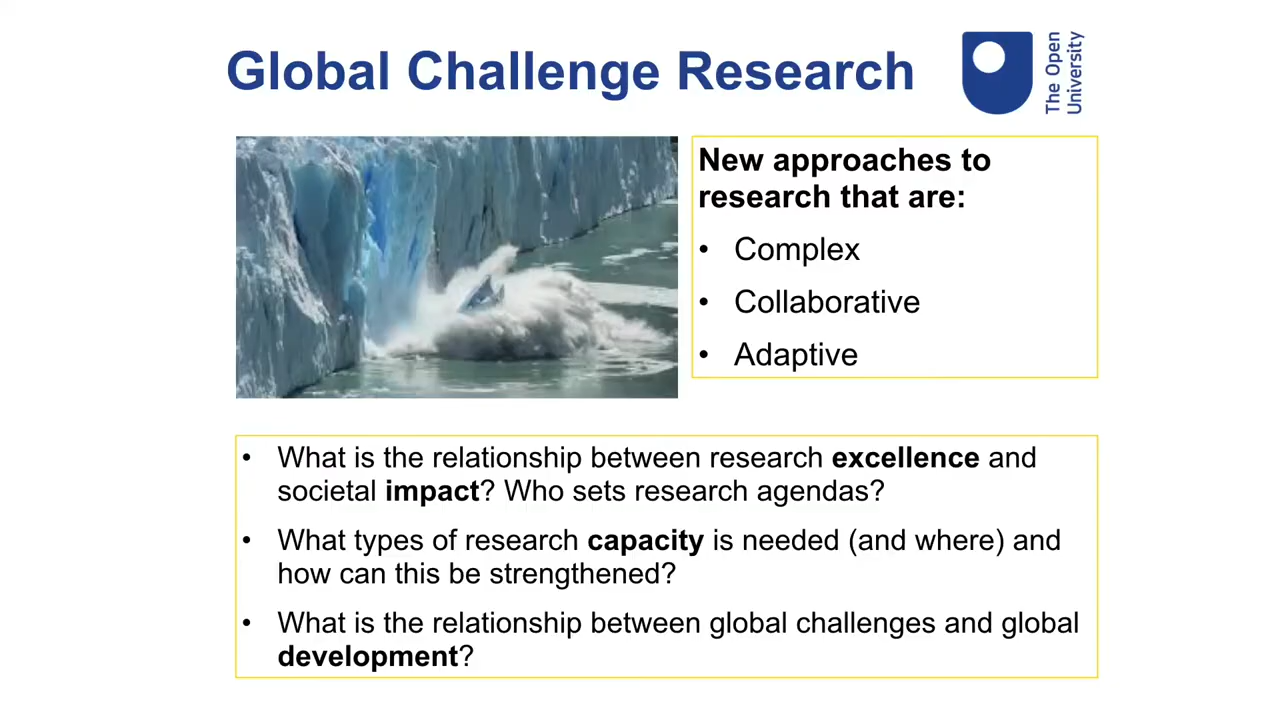 Global Challenge Research
The Open
University
New approaches to
research that are:
• Complex
• Collaborative
• Adaptive
• What is the relationship between research excellence and
societal impact? Who sets research agendas?
• What types of research capacity is needed (and where) and
how can this be strengthened?
• What is the relationship between global challenges and global
development?